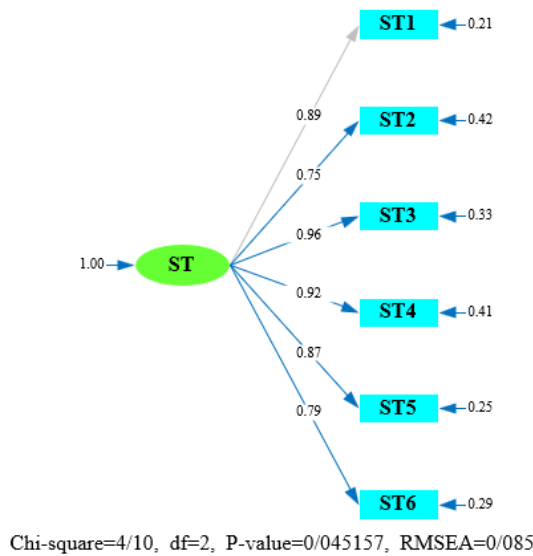 ST1
0.21
0.89
ST2
0.42
0.75
ST3
0.33
0.96
1.00
ST
0.92
ST4
0.41
0.87
ST5
0.25
0.79
ST6
0.29
Chi-square=4/10, df=2, P-value=0/045157, RMSEA=0/085